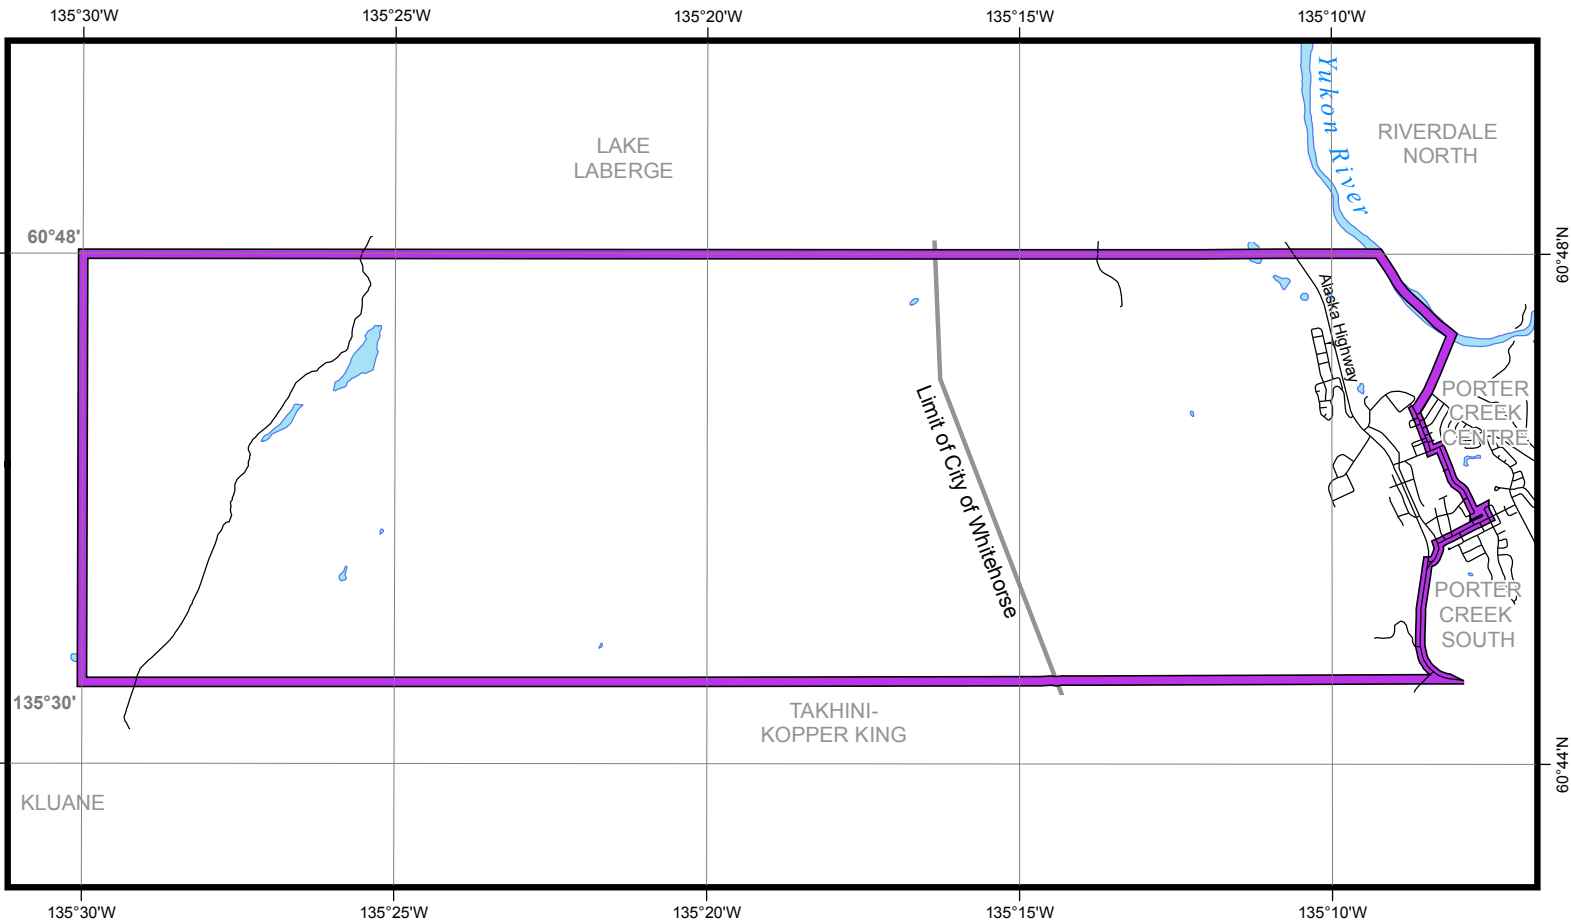 135°30'W
135°25'W
135°20'W
135°15'W
135°10'W
Yukon River
RIVERDALE
NORTH
LAKE
LABERGE
60°48'
60°48'N
Alaska Highway
PORTER
CREEK
CENTRE
Limit of City of Whitehorse
PORTER
CREEK
SOUTH
135°30'
TAKHINI-
KOPPER KING
60°44'N
KLUANE
135°30'W
135°25'W
135°20'W
135°15'W
135°10'W